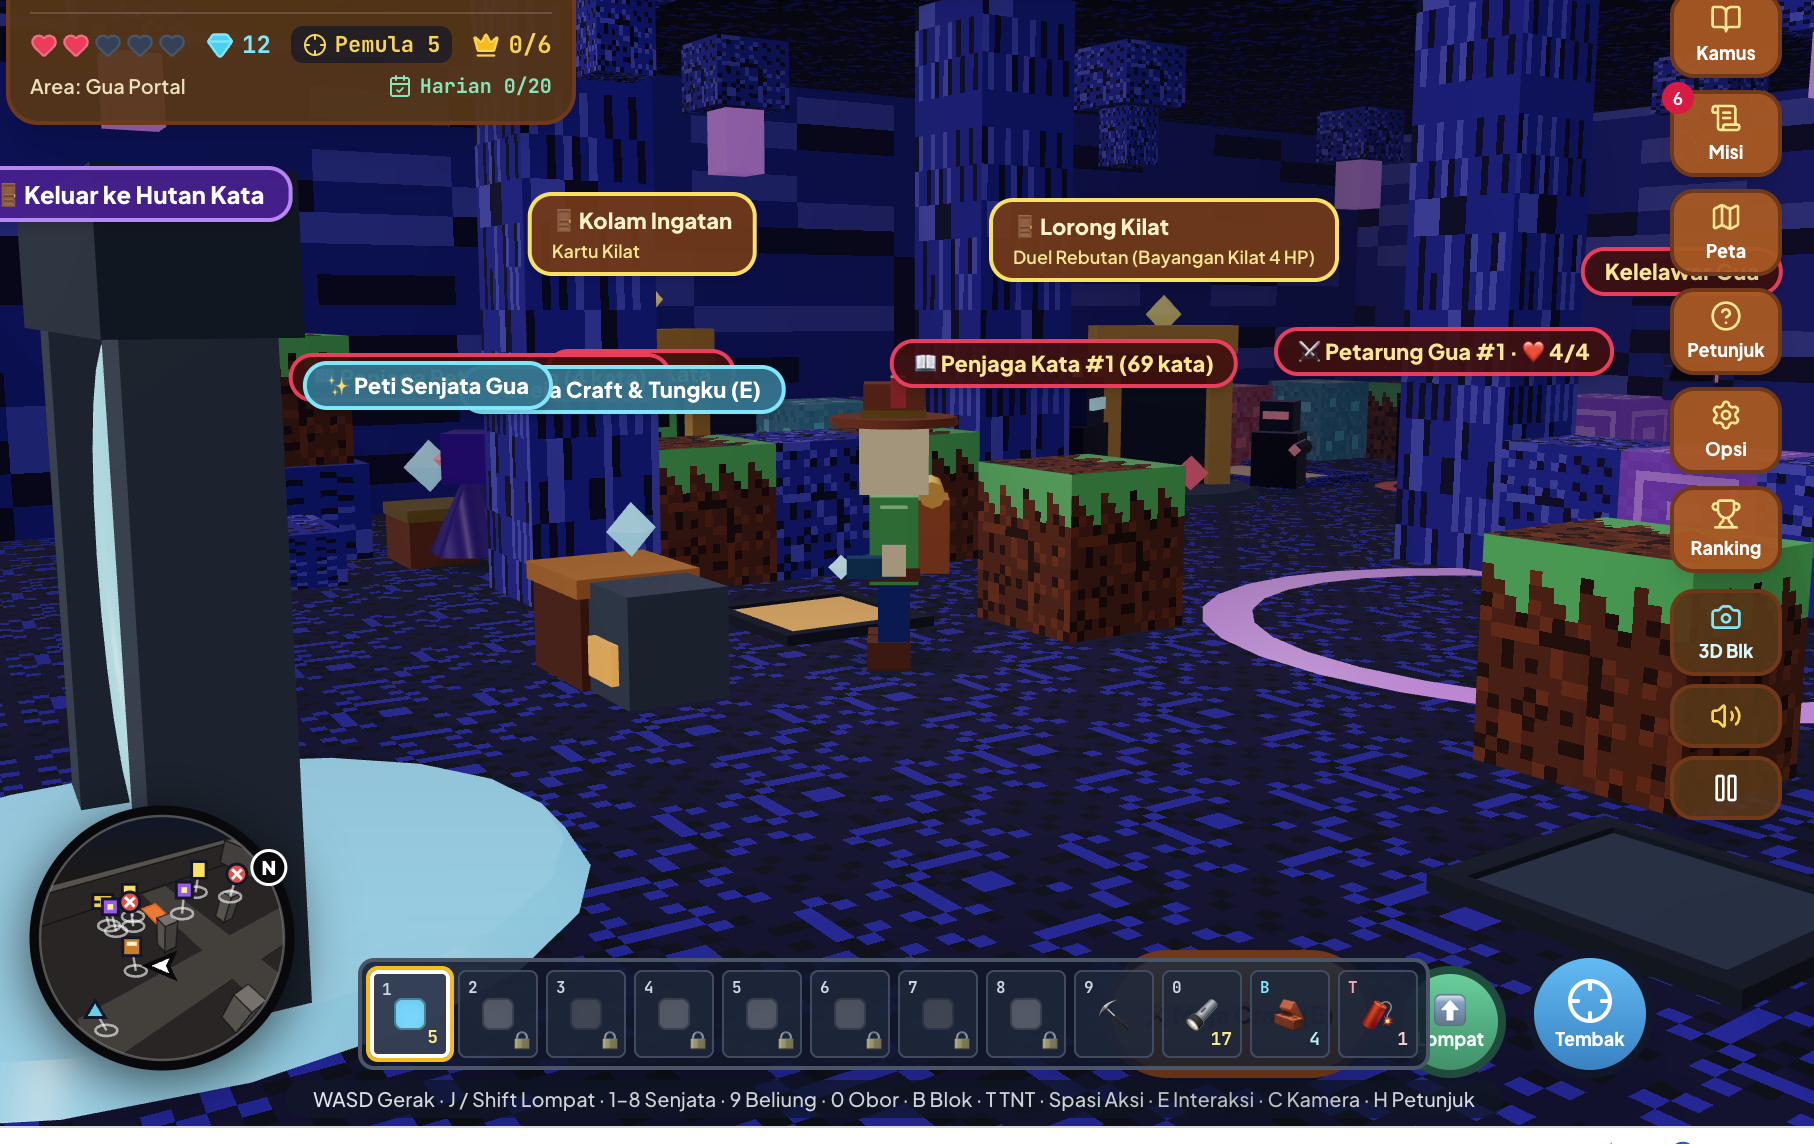 12
Pemula 5
0/6
Area: Gua Portal
Harian 0/20
Kamus
6
Misi
Peta
Petunjuk
Opsi
Ranking
3D Blk
Keluar ke Hutan Kata
Kolam Ingatan
Kartu Kilat
Lorong Kilat
Duel Rebutan (Bayangan Kilat 4 HP)
Kelelawar Gua
Peti Senjata Gua
a Craft & Tungku (E)
Penjaga Kata #1 (69 kata)
Petarung Gua #1 · 4/4
N
1
5
2
3
4
5
6
7
8
9
0
17
B
4
T
1
ompat
Tembak
WASD Gerak · J / Shift Lompat · 1–8 Senjata · 9 Beliung · 0 Obor · B Blok · T TNT · Spasi Aksi · E Interaksi · C Kamera · H Petunjuk